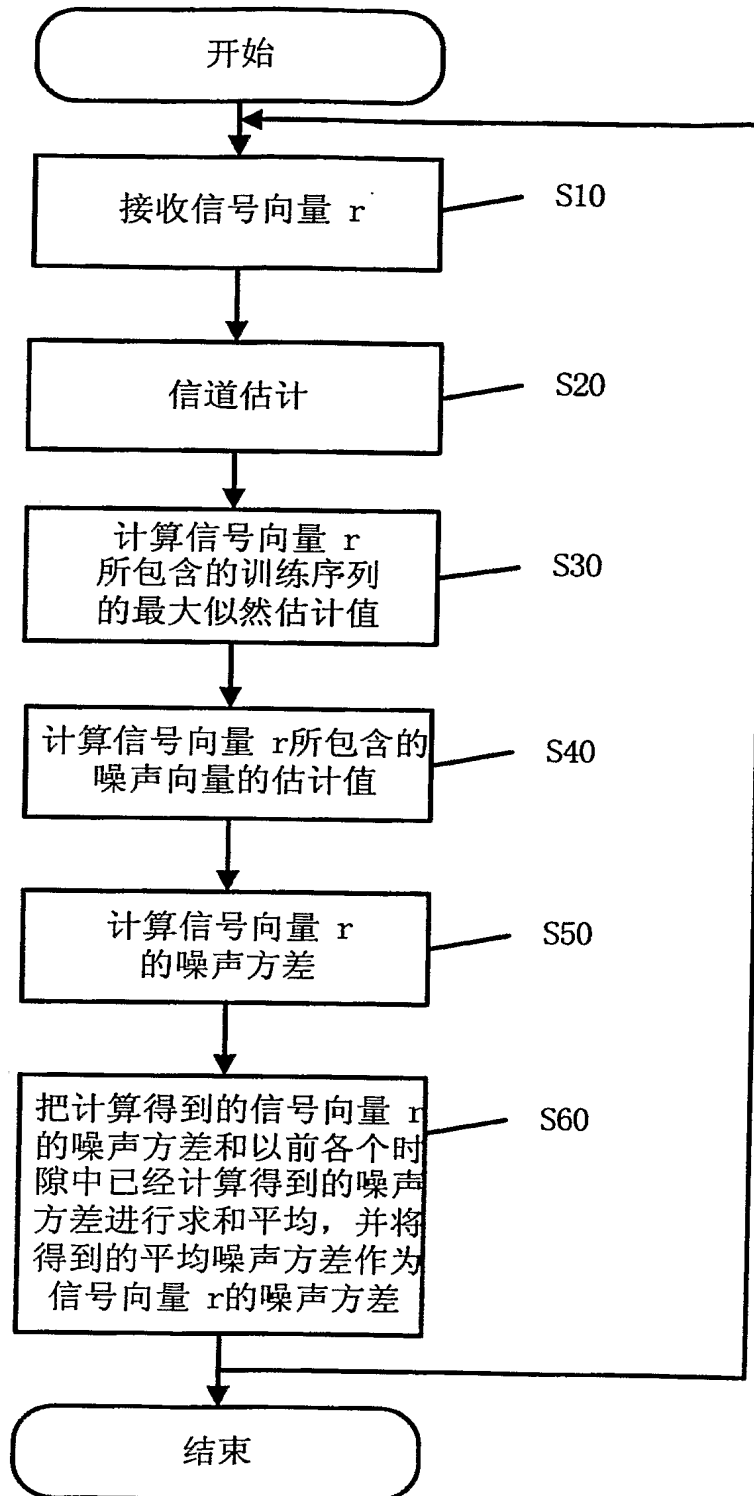 开始
接收信号向量 r
S10
信道估计
S20
计算信号向量 r
所包含的训练序列
的最大似然估计值
S30
计算信号向量 r所包含的
噪声向量的估计值
S40
计算信号向量 r
的噪声方差
S50
把计算得到的信号向量 r
的噪声方差和以前各个时
隙中已经计算得到的噪声
方差进行求和平均，并将
得到的平均噪声方差作为
信号向量 r的噪声方差
S60
结束